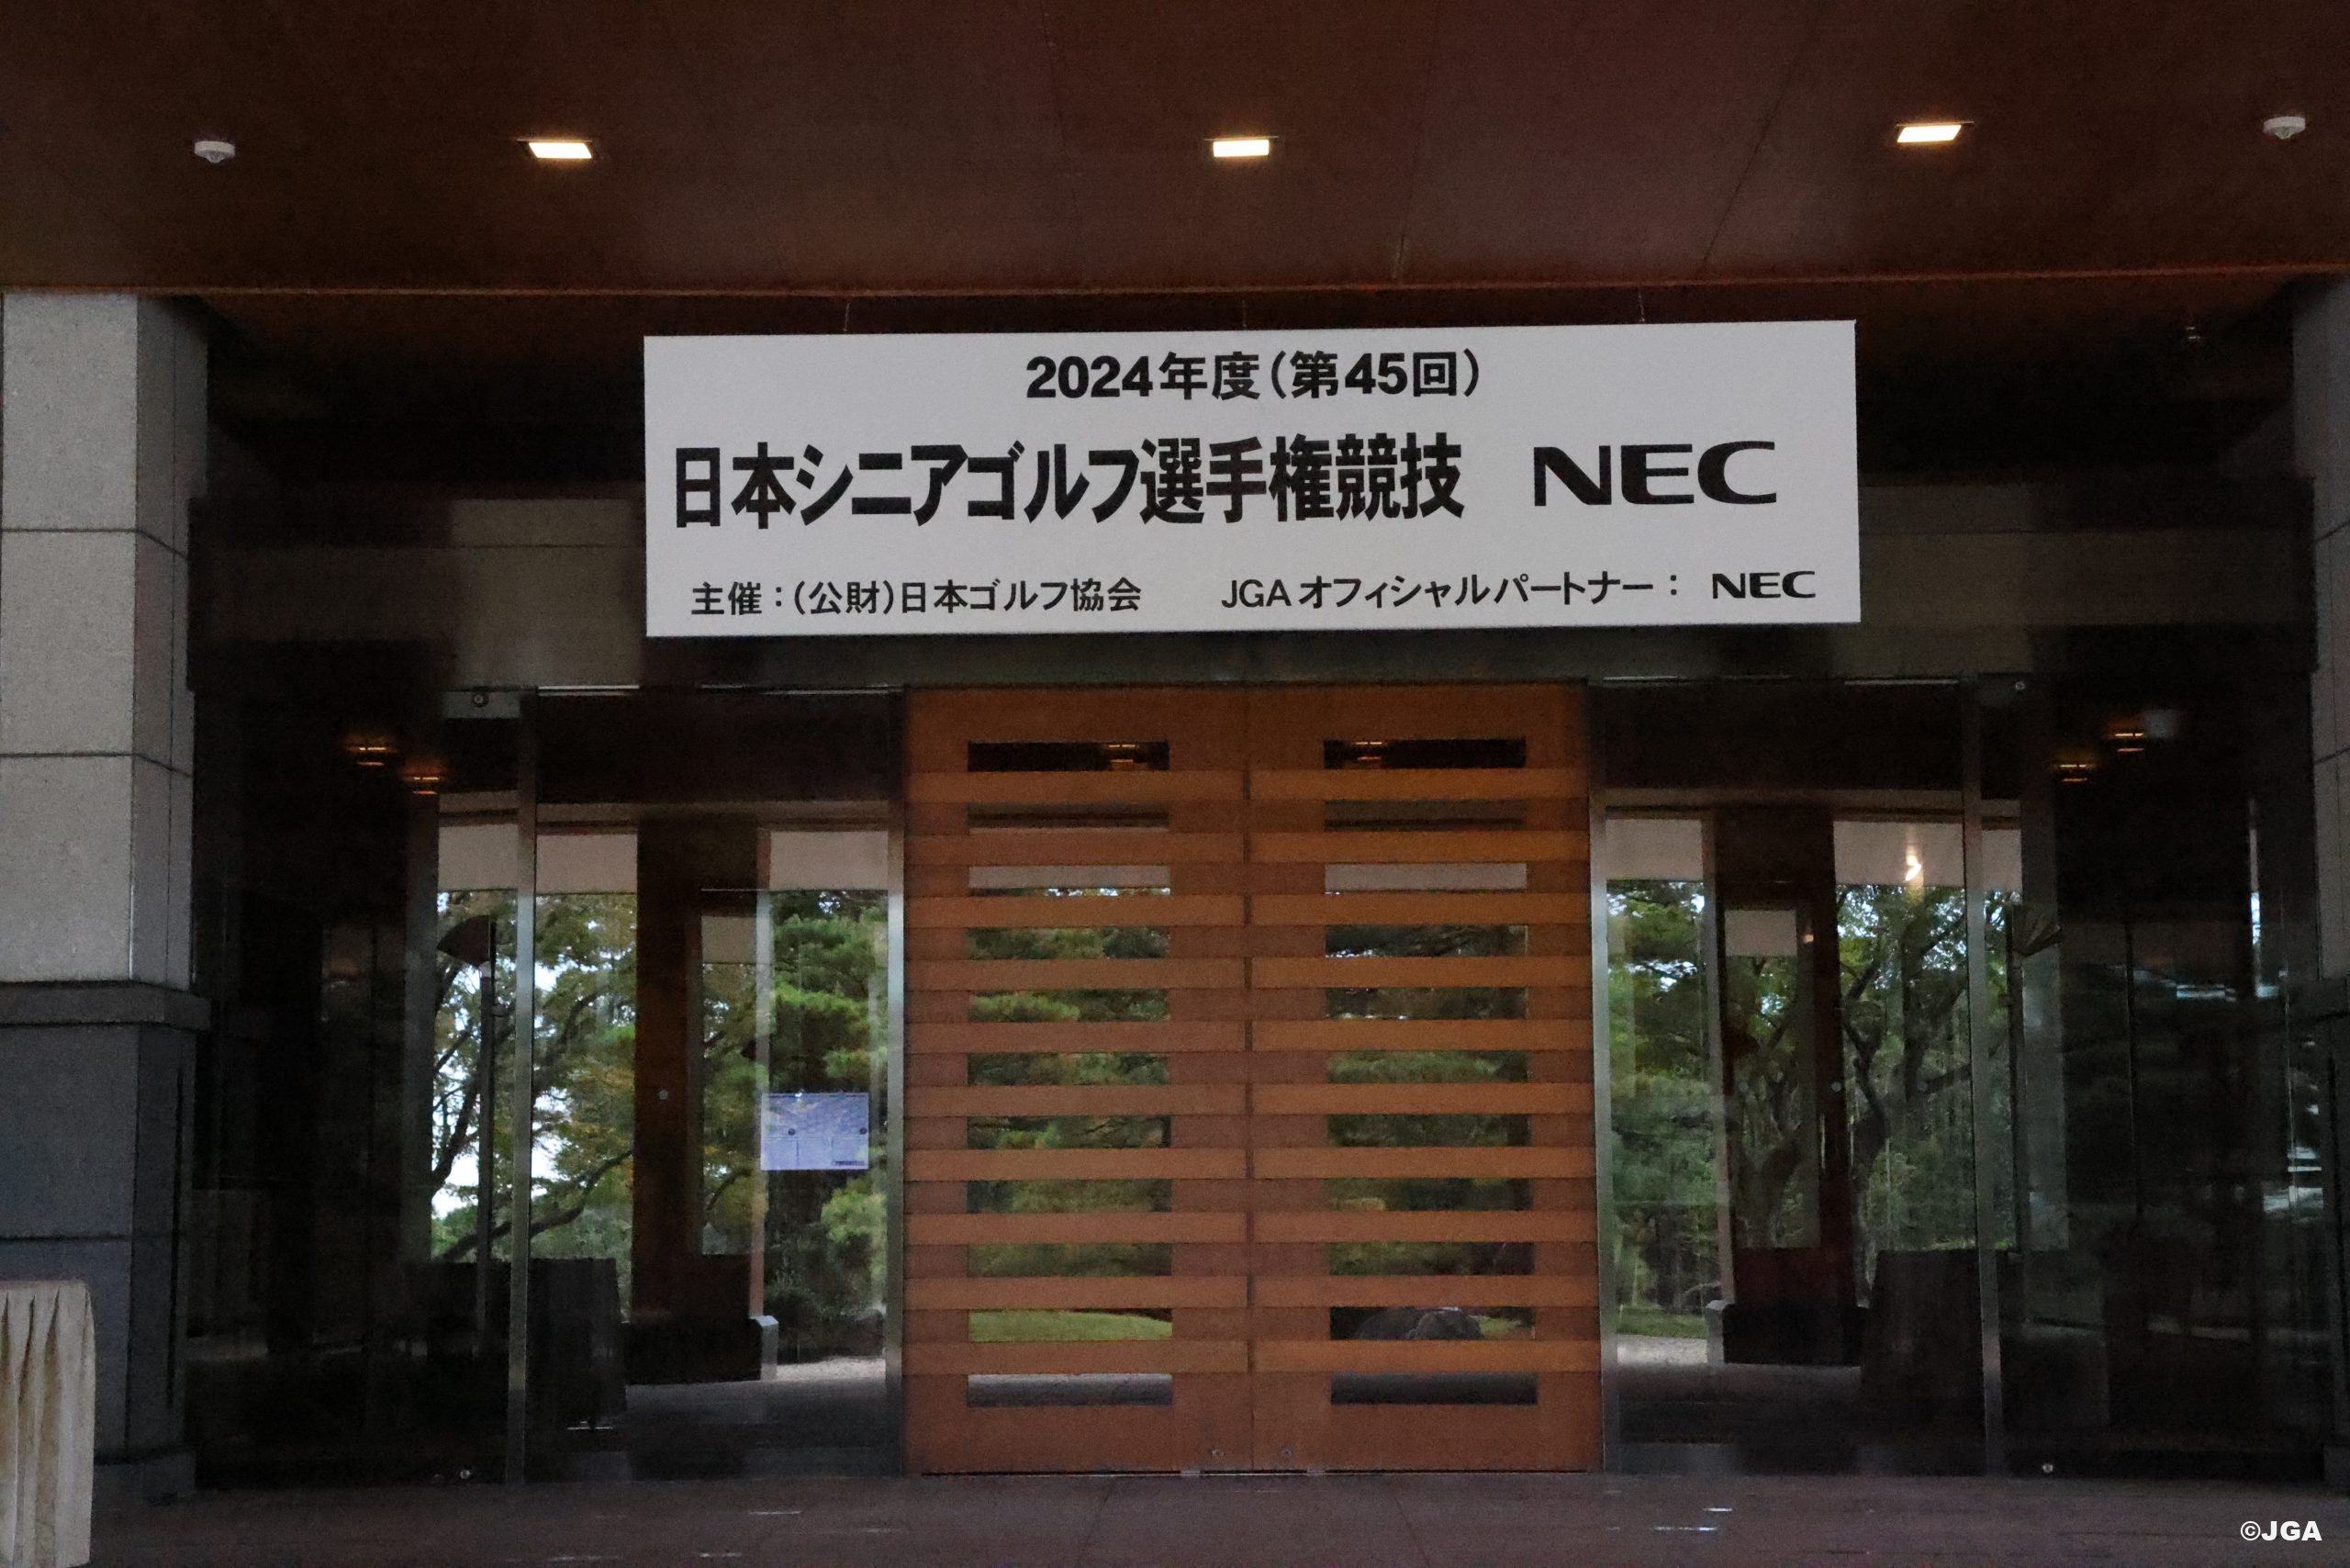 2024年度(第45回)
日本シニアゴルフ選手権競技 NEC
主催:(公財)日本ゴルフ協会 JGAオフィシャルパートナー: NEC
©JGA